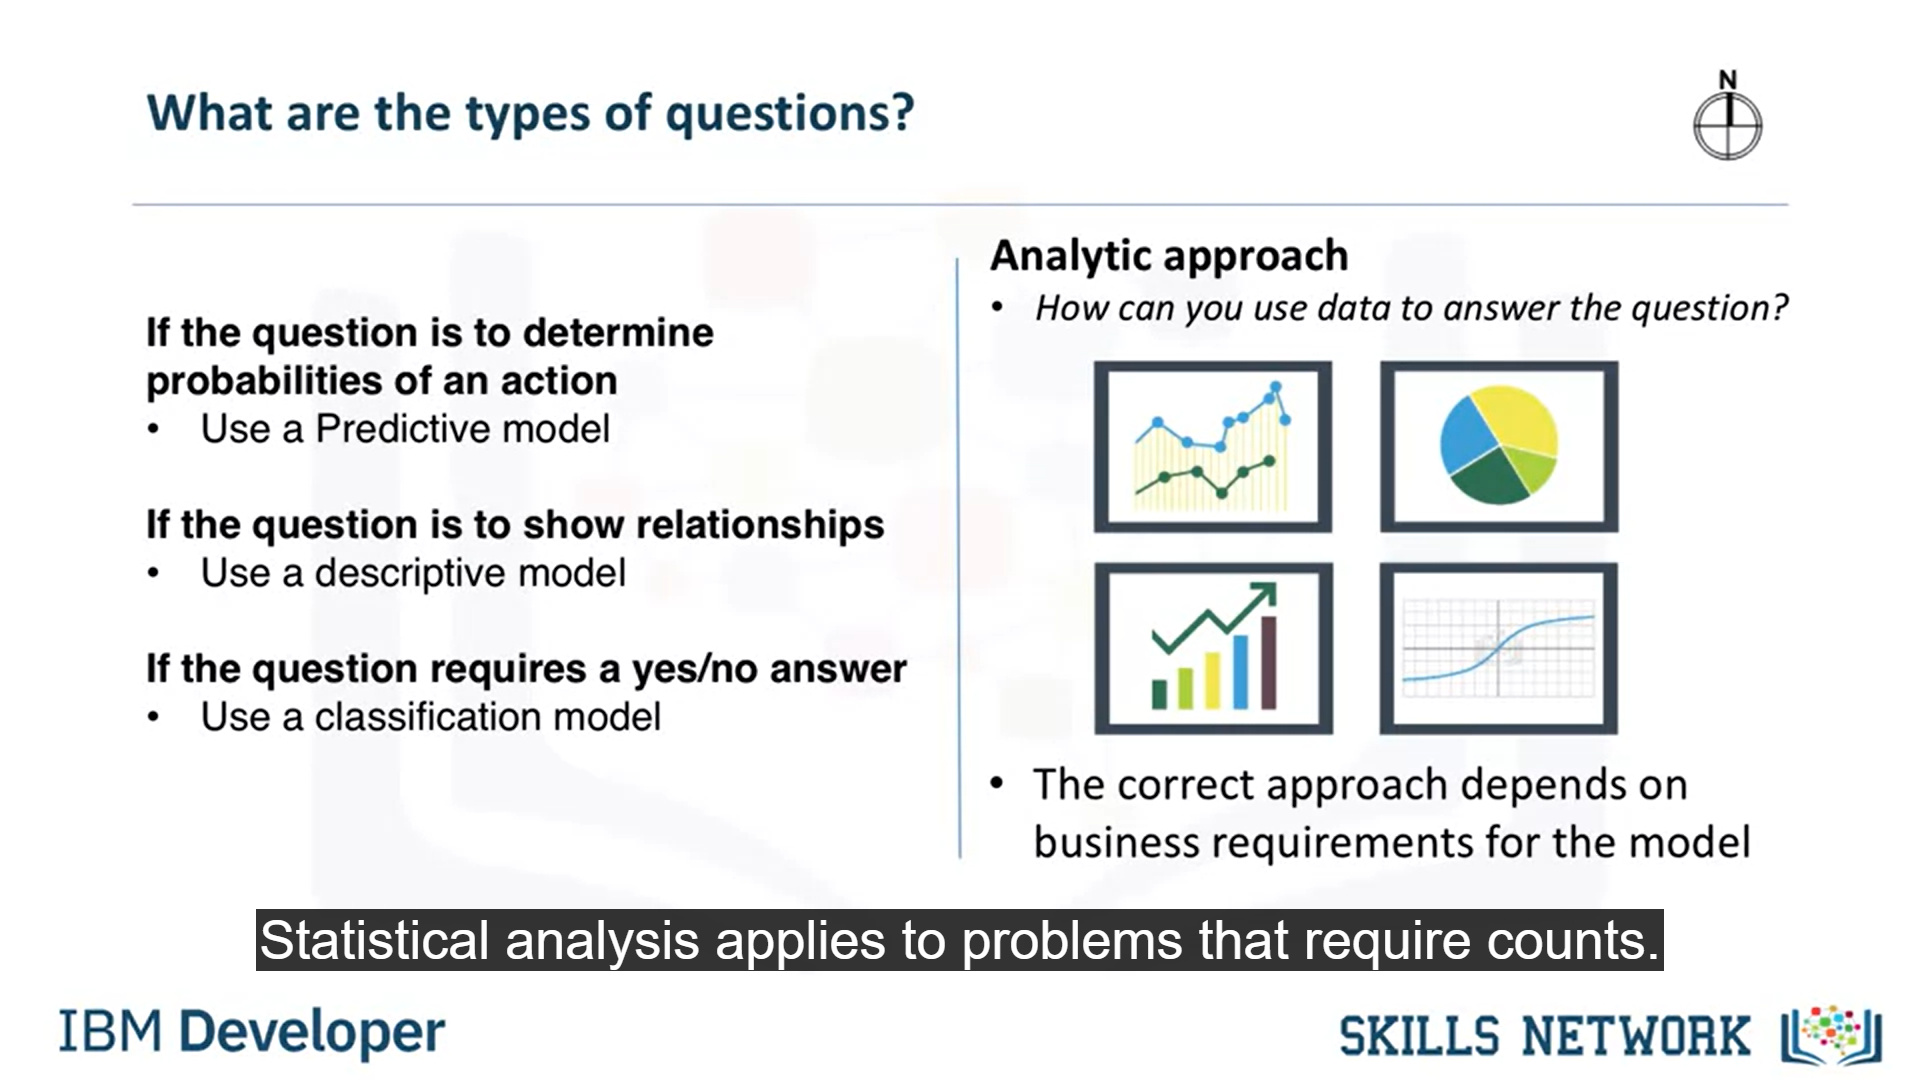 What are the types of questions?
N
If the question is to determine
probabilities of an action
• Use a Predictive model
If the question is to show relationships
• Use a descriptive model
If the question requires a yes/no answer
• Use a classification model
Analytic approach
• How can you use data to answer the question?
• The correct approach depends on
business requirements for the model
Statistical analysis applies to problems that require counts.
IBM Developer
SKILLS NETWORK